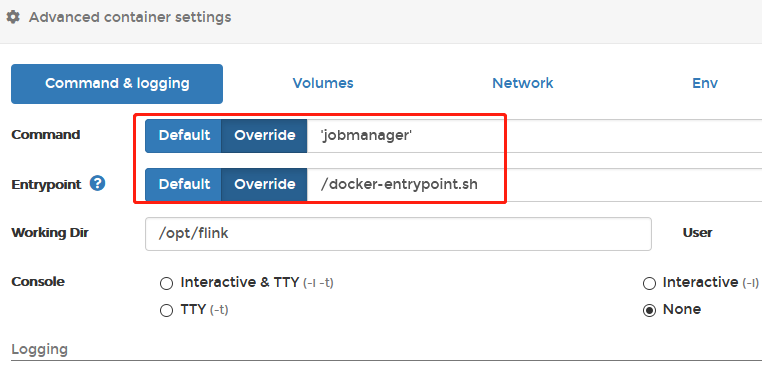 Advanced container settings
Command & logging Volumes Network Env
Command Default Override 'jobmanager'
Entrypoint ? Default Override /docker-entrypoint.sh
Working Dir /opt/flink User
Console Interactive & TTY (-i -t) Interactive (-i)
TTY (-t) None
Logging